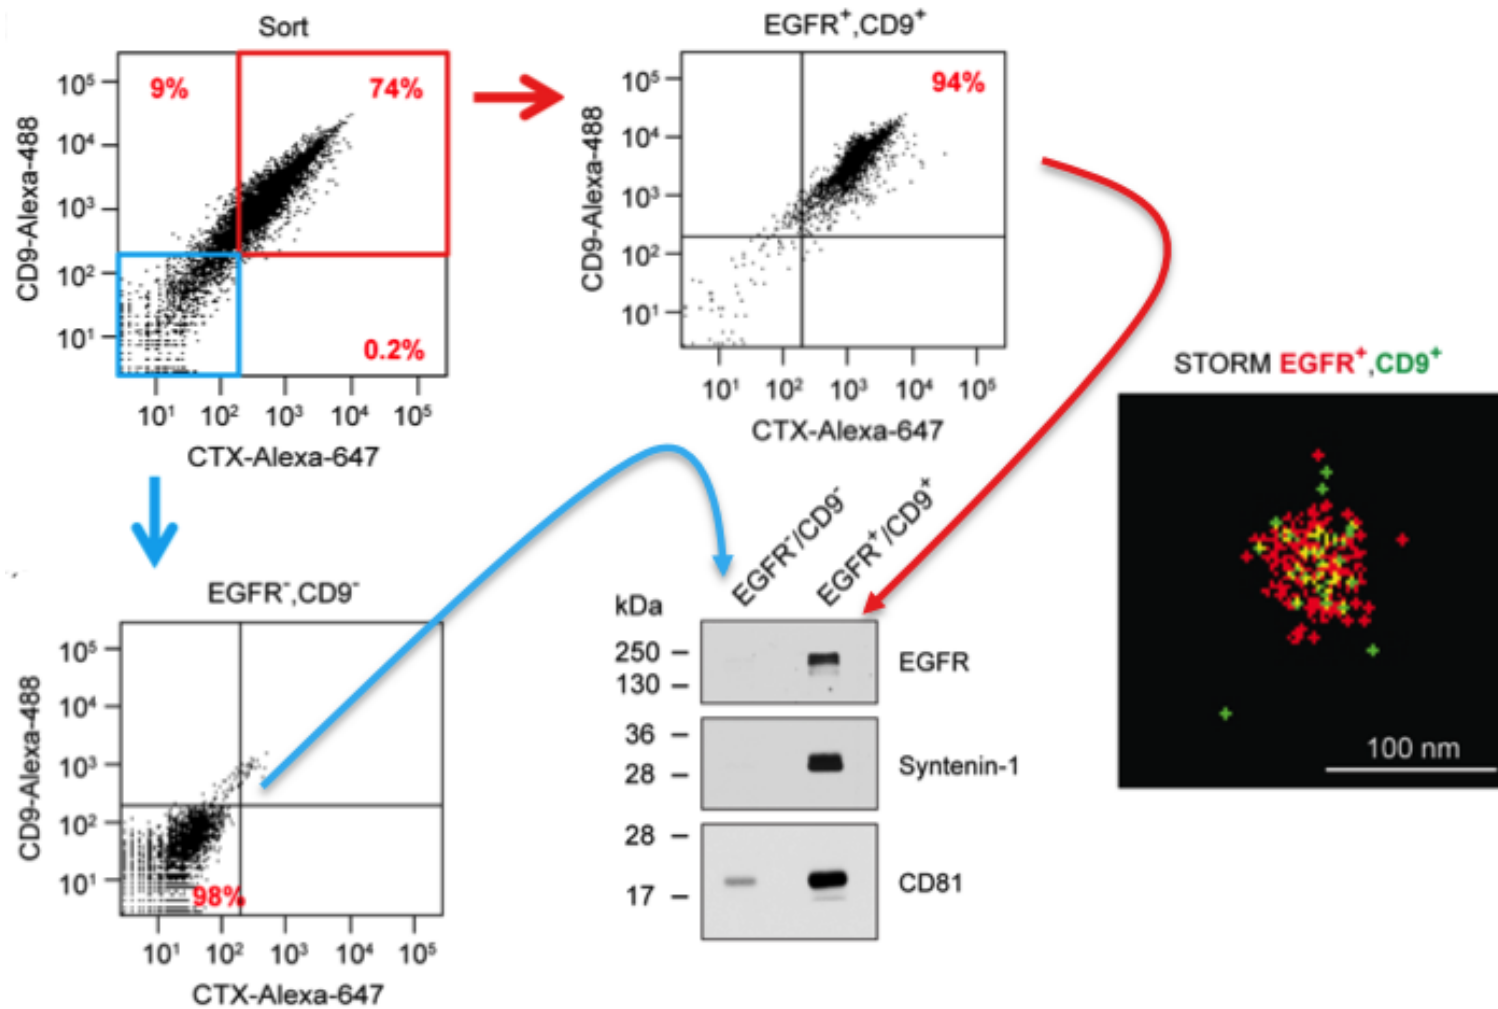 Sort
9%
74%
0.2%
10⁵
10⁴
10³
10²
10¹
CD9-Alexa-488
10¹ 10² 10³ 10⁴ 10⁵
CTX-Alexa-647
EGFR⁺,CD9⁺
94%
10⁵
10⁴
10³
10²
10¹
CD9-Alexa-488
10¹ 10² 10³ 10⁴ 10⁵
CTX-Alexa-647
STORM EGFR⁺,CD9⁺
100 nm
EGFR⁻,CD9⁻
98%
10⁵
10⁴
10³
10²
10¹
CD9-Alexa-488
10¹ 10² 10³ 10⁴ 10⁵
CTX-Alexa-647
EGFR⁻/CD9⁻
EGFR⁺/CD9⁺
kDa
250
130
EGFR
36
28
Syntenin-1
28
17
CD81